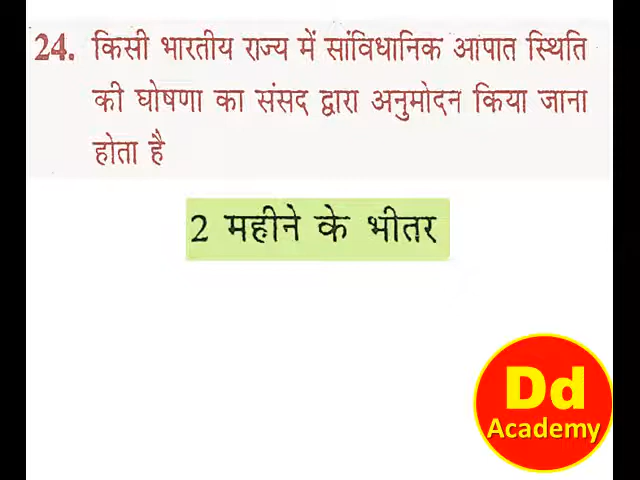 24. किसी भारतीय राज्य में सांविधानिक आपात स्थिति
की घोषणा का संसद द्वारा अनुमोदन किया जाना
होता है
2 महीने के भीतर
Dd
Academy